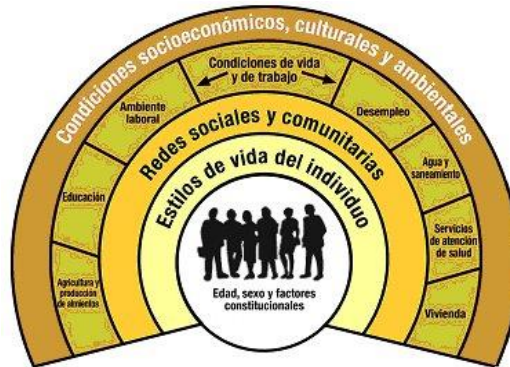 Condiciones socioeconómicos, culturales y ambientales
Condiciones de vida
y de trabajo
Ambiente
laboral
Desempleo
Educación
Agua y
saneamiento
Agricultura y
producción
de alimientos
Servicios
de atención
de salud
Vivienda
Redes sociales y comunitarias
Estilos de vida del individuo
Edad, sexo y factores
constitucionales